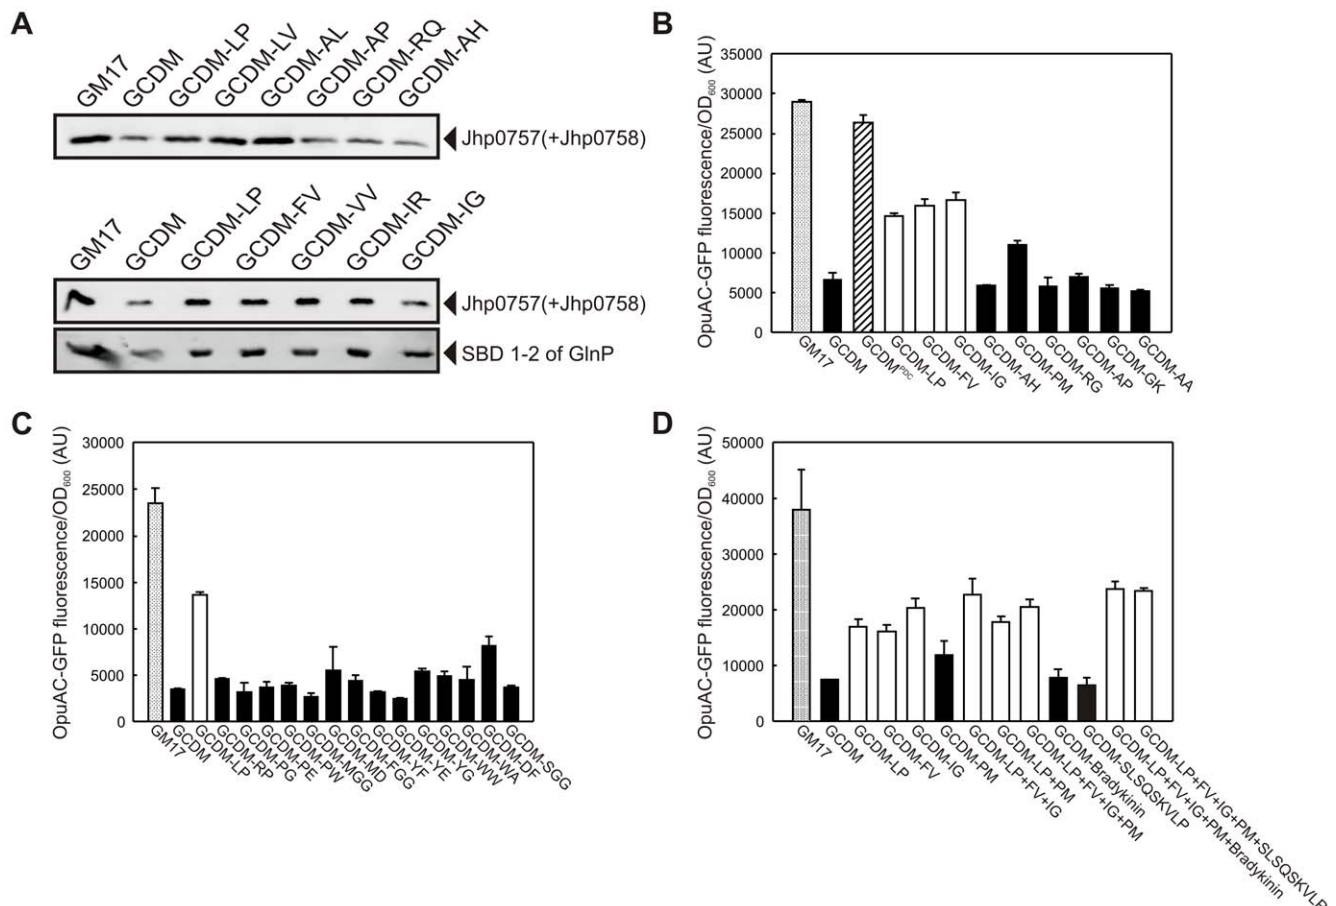 A
GM17
GCDM
GCDM-LP
GCDM-LV
GCDM-AL
GCDM-AP
GCDM-RQ
GCDM-AH
Jhp0757(+Jhp0758)
GM17
GCDM
GCDM-LP
GCDM-FV
GCDM-VV
GCDM-IR
GCDM-IG
Jhp0757(+Jhp0758)
SBD 1-2 of GlnP
B
OpuAC-GFP fluorescence/OD600 (AU)
35000
30000
25000
20000
15000
10000
5000
0
GM17
GCDM
GCDMPDC
GCDM-LP
GCDM-FV
GCDM-IG
GCDM-AH
GCDM-PM
GCDM-RG
GCDM-AP
GCDM-GK
GCDM-AA
C
OpuAC-GFP fluorescence/OD600 (AU)
30000
25000
20000
15000
10000
5000
0
GM17
GCDM
GCDM-LP
GCDM-RP
GCDM-PG
GCDM-PE
GCDM-PW
GCDM-MGG
GCDM-MD
GCDM-FGG
GCDM-YF
GCDM-YE
GCDM-YG
GCDM-WW
GCDM-WA
GCDM-DF
GCDM-SGG
D
OpuAC-GFP fluorescence/OD600 (AU)
50000
40000
30000
20000
10000
0
GM17
GCDM
GCDM-LP
GCDM-FV
GCDM-IG
GCDM-PM
GCDM-LP+FV+IG
GCDM-LP+PM
GCDM-LP+FV+IG+PM
GCDM-Bradykinin
GCDM-SLSQSKVLP
GCDM-LP+FV+IG+PM+Bradykinin
GCDM-LP+FV+IG+PM+SLSQSKVLP